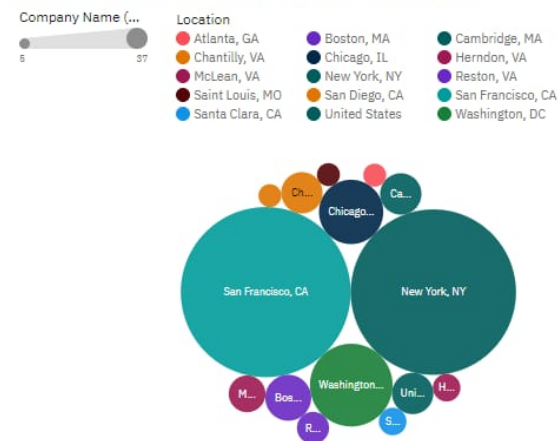 Company Name (...
5
37
Location
Atlanta, GA
Boston, MA
Cambridge, MA
Chantilly, VA
Chicago, IL
Herndon, VA
McLean, VA
New York, NY
Reston, VA
Saint Louis, MO
San Diego, CA
San Francisco, CA
Santa Clara, CA
United States
Washington, DC
Ch...
Chicago...
Ca...
San Francisco, CA
New York, NY
Washington...
M...
Bos...
Uni...
H...
R...
S...